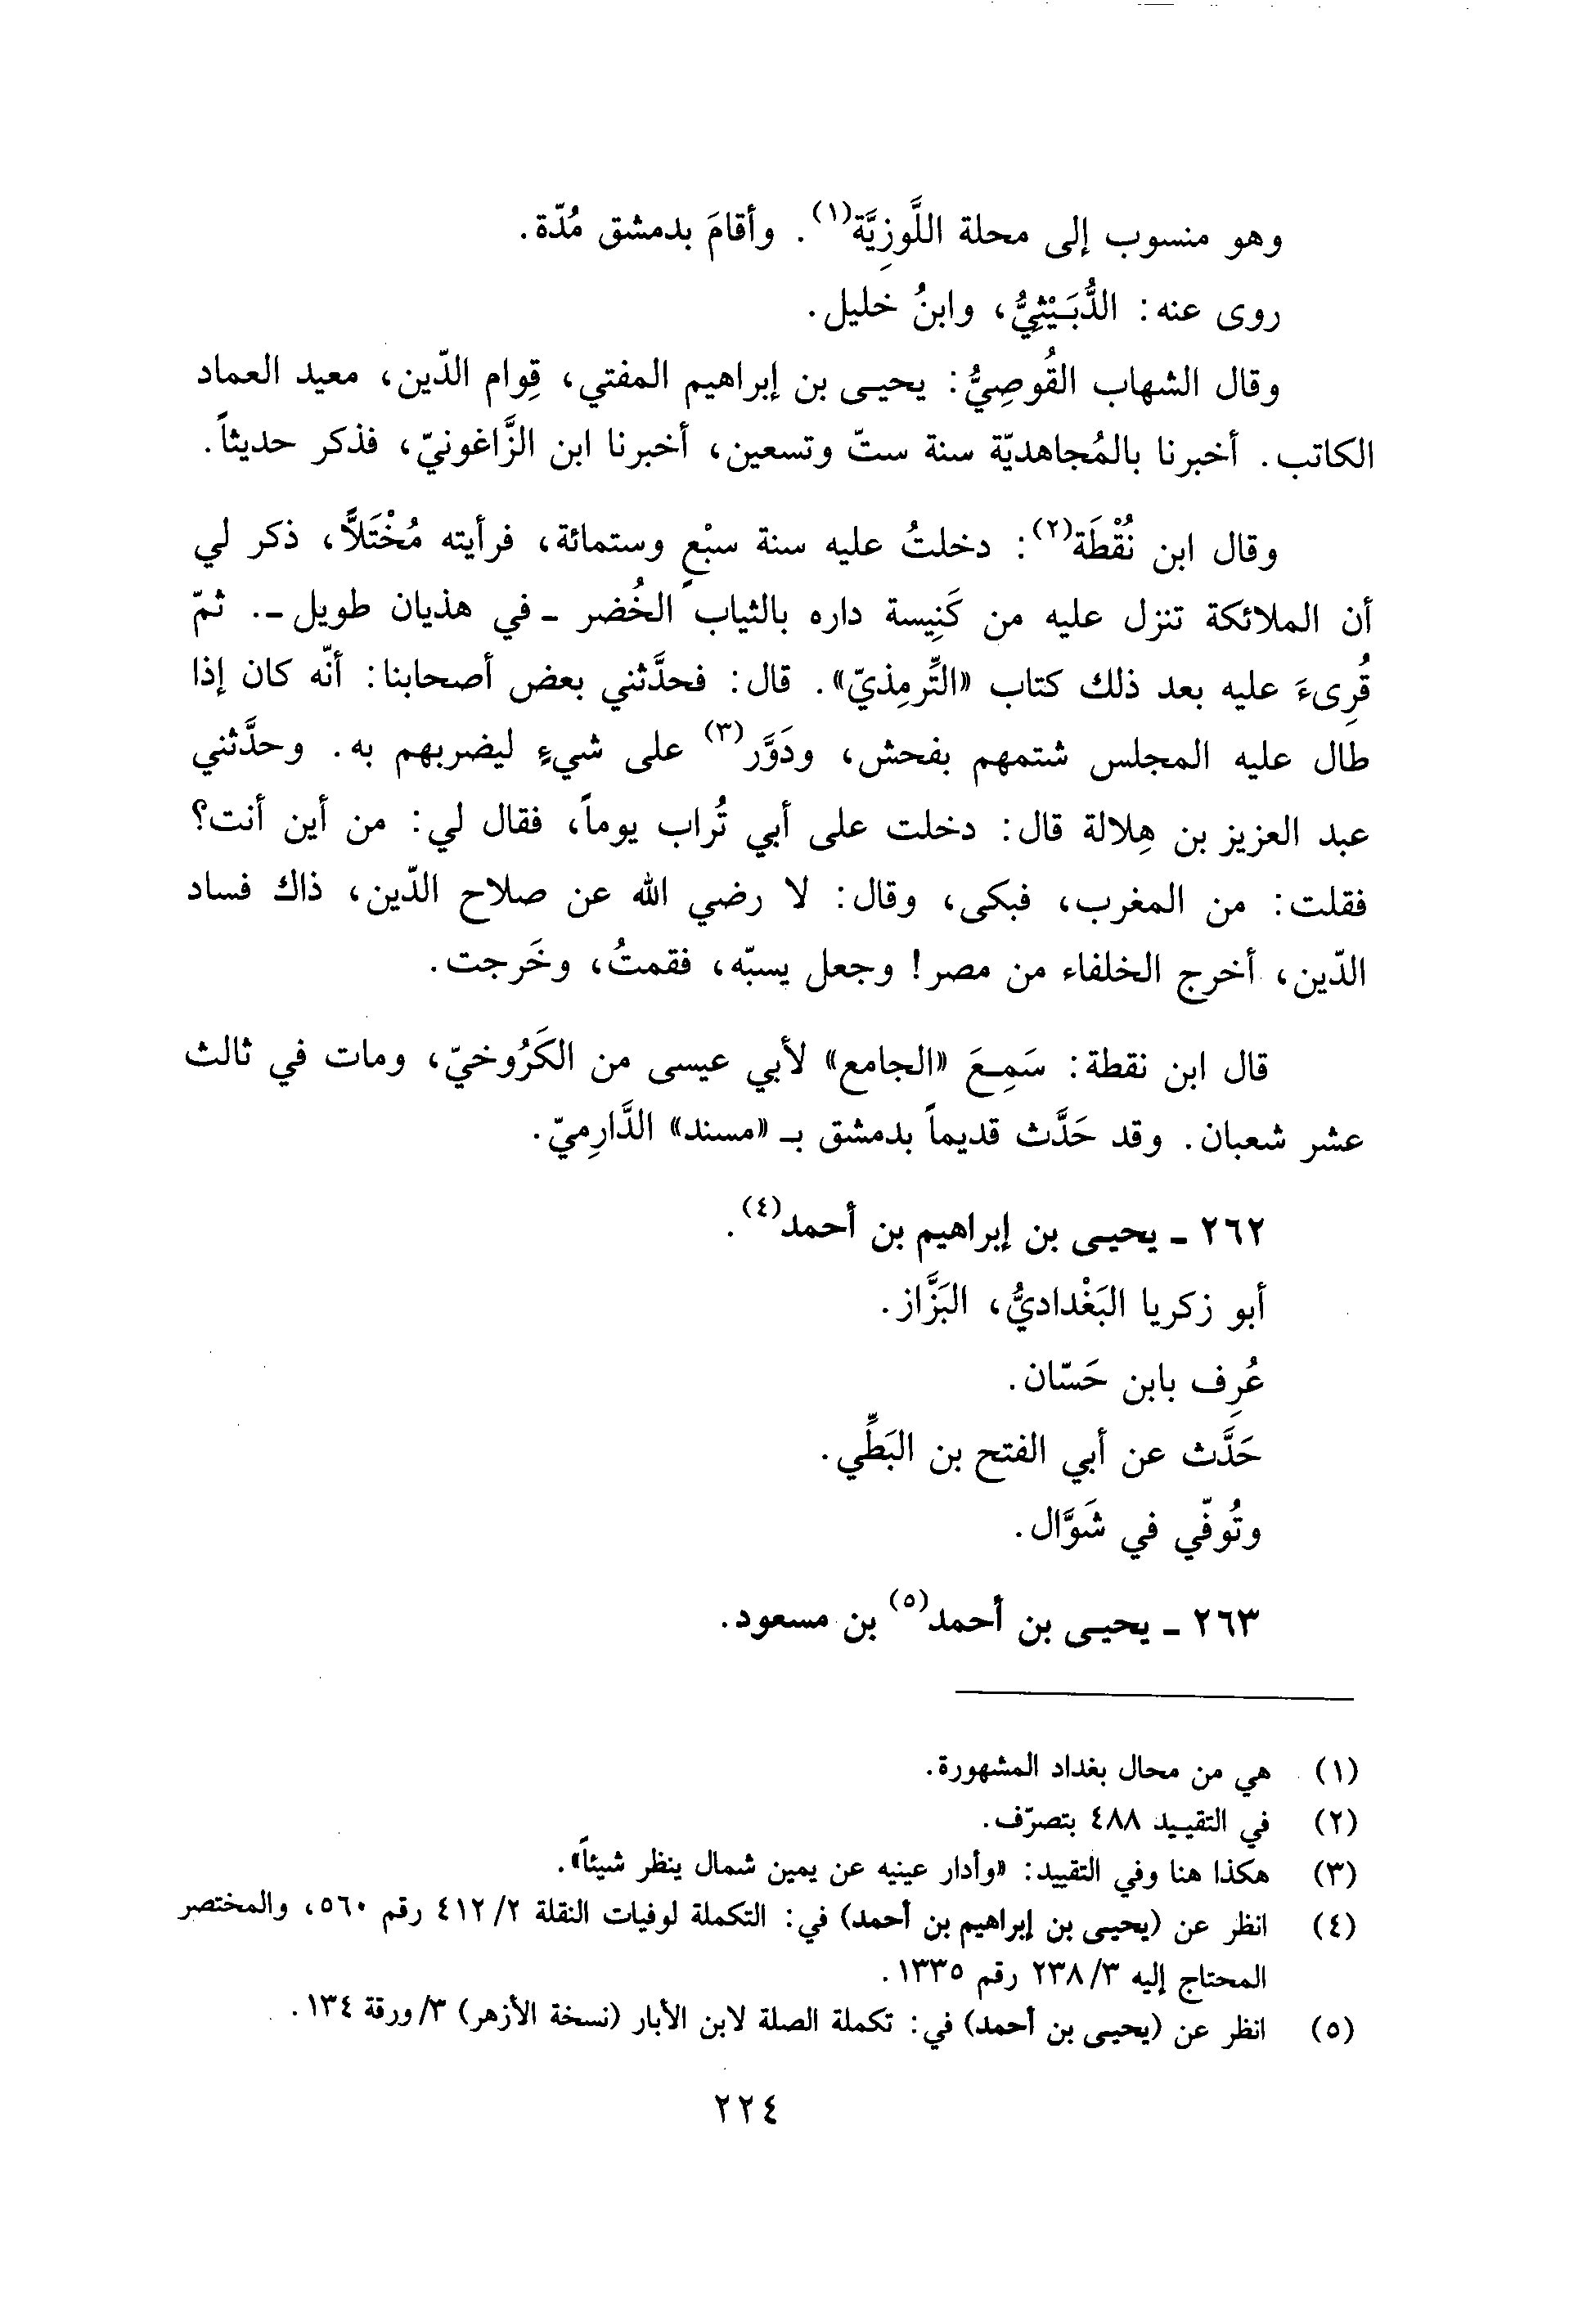 وهو منسوب إلى محلة اللَّوزِيَّة(١). وأقامَ بدمشق مُدّة.
روى عنه: الدُّبَيْثِيُّ، وابنُ خليل.
وقال الشهاب القُوصِيُّ: يحيى بن إبراهيم المفتي، قِوام الدّين، معيد العماد
الكاتب. أخبرنا بالمُجاهديّة سنة ستّ وتسعين، أخبرنا ابن الزَّاغونيّ، فذكر حديثاً.
وقال ابن نُقْطَة(٢): دخلتُ عليه سنة سبْعٍ وستمائة، فرأيته مُخْتَلاًّ، ذكر لي
أن الملائكة تنزل عليه من كَنِيسة داره بالثياب الخُضر ـ في هذيان طويل ـ. ثمّ
قُرِىءَ عليه بعد ذلك كتاب «التِّرمِذيّ». قال: فحدَّثني بعض أصحابنا: أنّه كان إذا
طال عليه المجلس شتمهم بفحش، ودَوَّر(٣) على شيءٍ ليضربهم به. وحدَّثني
عبد العزيز بن هِلالة قال: دخلت على أبي تُراب يوماً، فقال لي: من أين أنت؟
فقلت: من المغرب، فبكى، وقال: لا رضي الله عن صلاح الدّين، ذاك فساد
الدّين، أخرج الخلفاء من مصر! وجعل يسبّه، فقمتُ، وخَرجت.
قال ابن نقطة: سَمِعَ «الجامع» لأبي عيسى من الكَرُوخيّ، ومات في ثالث
عشر شعبان. وقد حَدَّث قديماً بدمشق بـ «مسند» الدَّارِميّ.
٢٦٢ ـ يحيى بن إبراهيم بن أحمد(٤).
أبو زكريا البَغْداديُّ، البَزَّاز.
عُرِف بابن حَسّان.
حَدَّث عن أبي الفتح بن البَطِّي.
وتُوفّي في شَوَّال.
٢٦٣ ـ يحيى بن أحمد(٥) بن مسعود.
(١) هي من محال بغداد المشهورة.
(٢) في التقييد ٤٨٨ بتصرّف.
(٣) هكذا هنا وفي التقييد: «وأدار عينيه عن يمين شمال ينظر شيئاً».
(٤) انظر عن (يحيى بن إبراهيم بن أحمد) في: التكملة لوفيات النقلة ٤١٢/٢ رقم ٥٦٠، والمختصر
المحتاج إليه ٢٣٨/٣ رقم ١٣٣٥.
(٥) انظر عن (يحيى بن أحمد) في: تكملة الصلة لابن الأبار (نسخة الأزهر) ٣/ورقة ١٣٤.
٢٢٤